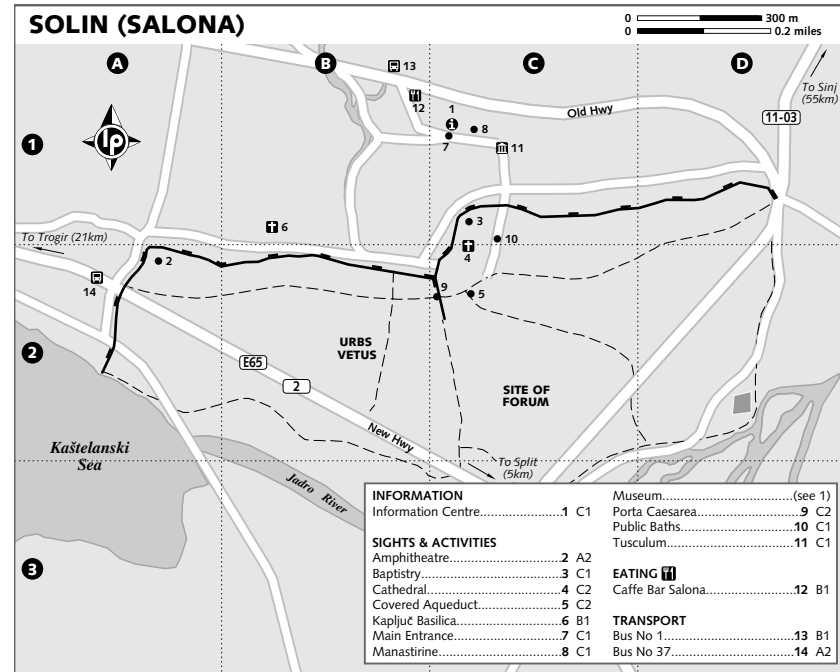 SOLIN (SALONA)
0 300 m
0 0.2 miles
A B C D
To Sinj
(55km)
13
12
Old Hwy
11-03
lp
1
1
8
7
11
6
3
To Trogir (21km)
10
4
2
14
9
5
URBS
VETUS
2
E65
2
SITE OF
FORUM
New Hwy
Kaštelanski
Sea
To Split
(5km)
Jadro River
3
INFORMATION
Information Centre 1 C1
SIGHTS & ACTIVITIES
Amphitheatre 2 A2
Baptistry 3 C1
Cathedral 4 C2
Covered Aqueduct 5 C2
Kapljuč Basilica 6 B1
Main Entrance 7 C1
Manastirine 8 C1
Museum (see 1)
Porta Caesarea 9 C2
Public Baths 10 C1
Tusculum 11 C1
EATING
Caffe Bar Salona 12 B1
TRANSPORT
Bus No 1 13 B1
Bus No 37 14 A2